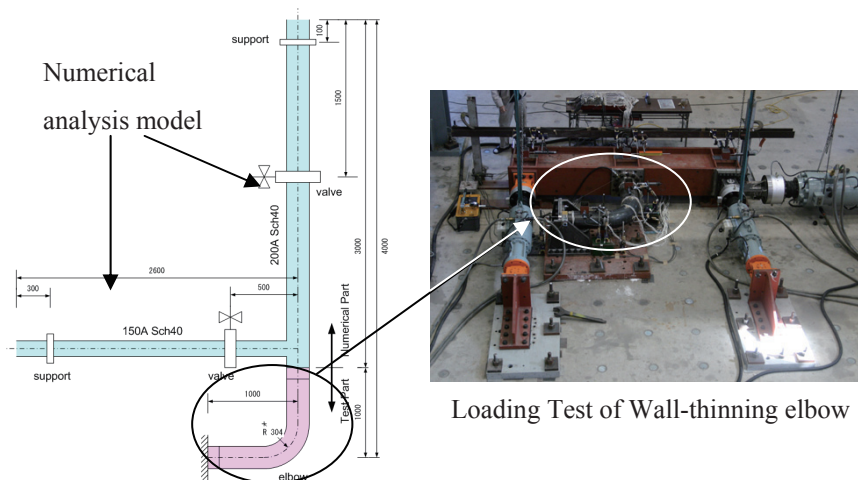 support
100
Numerical
analysis model
1500
valve
200A Sch40
3000
4000
2600
300
500
150A Sch40
Numerical Part
support
valve
Test Part
1000
1000
R 304
elbow
Loading Test of Wall-thinning elbow